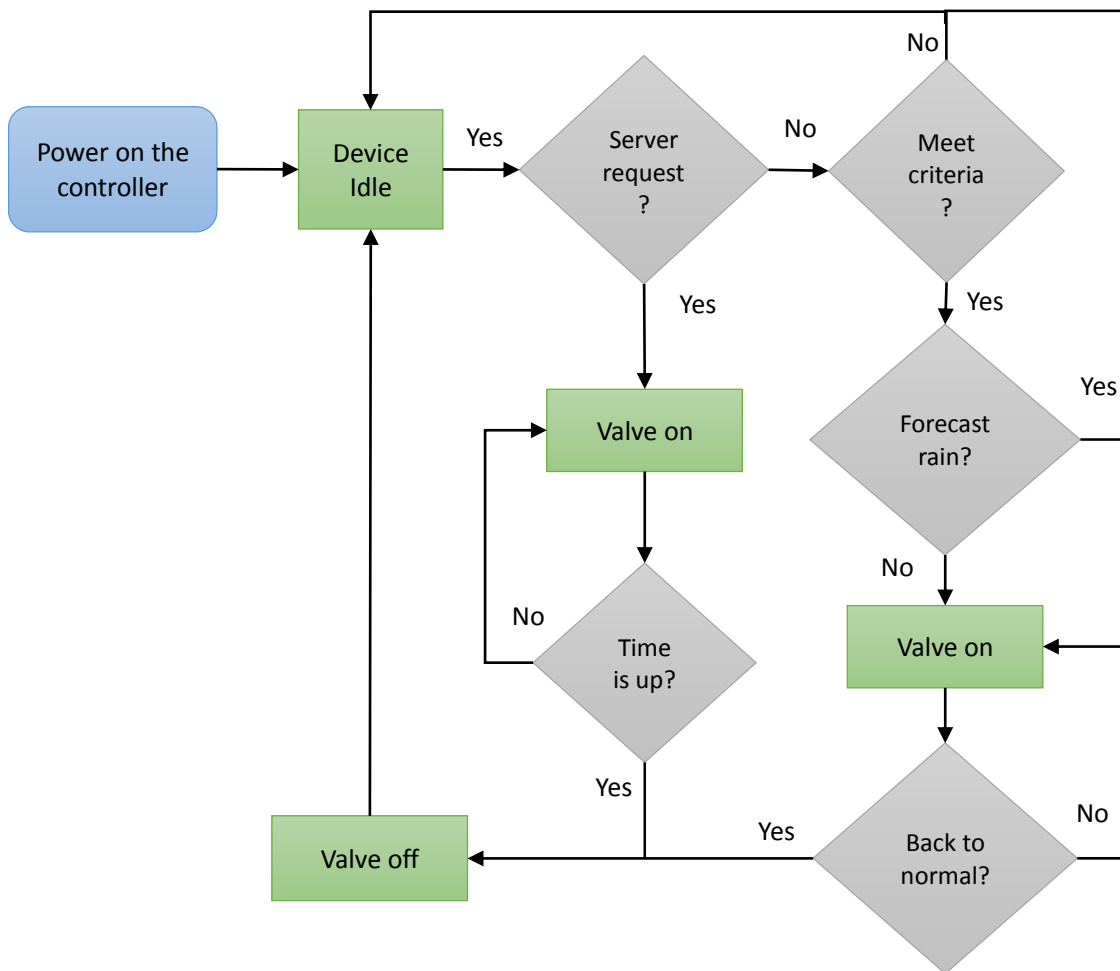 No
Power on the
controller
Device
Idle
Yes
Server
request
?
No
Meet
criteria
?
Yes
Yes
Valve on
Forecast
rain?
Yes
No
Time
is up?
No
Valve on
Yes
Valve off
Yes
Back to
normal?
No